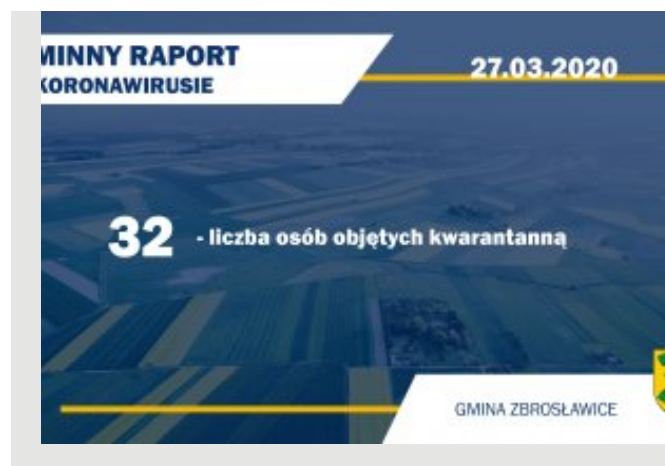 MINNY RAPORT
KORONAWIRUSIE
27.03.2020
32 - liczba osób objętych kwarantanną
GMINA ZBROSŁAWICE